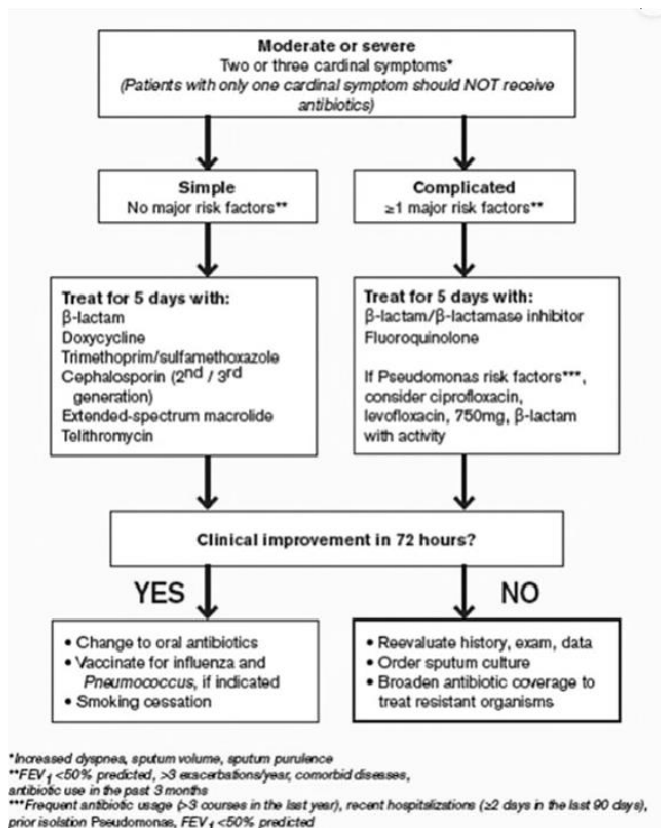 Moderate or severe
Two or three cardinal symptoms*
(Patients with only one cardinal symptom should NOT receive
antibiotics)
Simple
No major risk factors**
Complicated
≥1 major risk factors**
Treat for 5 days with:
β-lactam
Doxycycline
Trimethoprim/sulfamethoxazole
Cephalosporin (2nd / 3rd
generation)
Extended-spectrum macrolide
Telithromycin
Treat for 5 days with:
β-lactam/β-lactamase inhibitor
Fluoroquinolone
If Pseudomonas risk factors***,
consider ciprofloxacin,
levofloxacin, 750mg, β-lactam
with activity
Clinical improvement in 72 hours?
YES
NO
• Change to oral antibiotics
• Vaccinate for influenza and
Pneumococcus, if indicated
• Smoking cessation
• Reevaluate history, exam, data
• Order sputum culture
• Broaden antibiotic coverage to
treat resistant organisms
*Increased dyspnea, sputum volume, sputum purulence
**FEV1 <50% predicted, >3 exacerbations/year, comorbid diseases,
antibiotic use in the past 3 months
***Frequent antibiotic usage (>3 courses in the last year), recent hospitalizations (≥2 days in the last 90 days),
prior isolation Pseudomonas, FEV1 <50% predicted